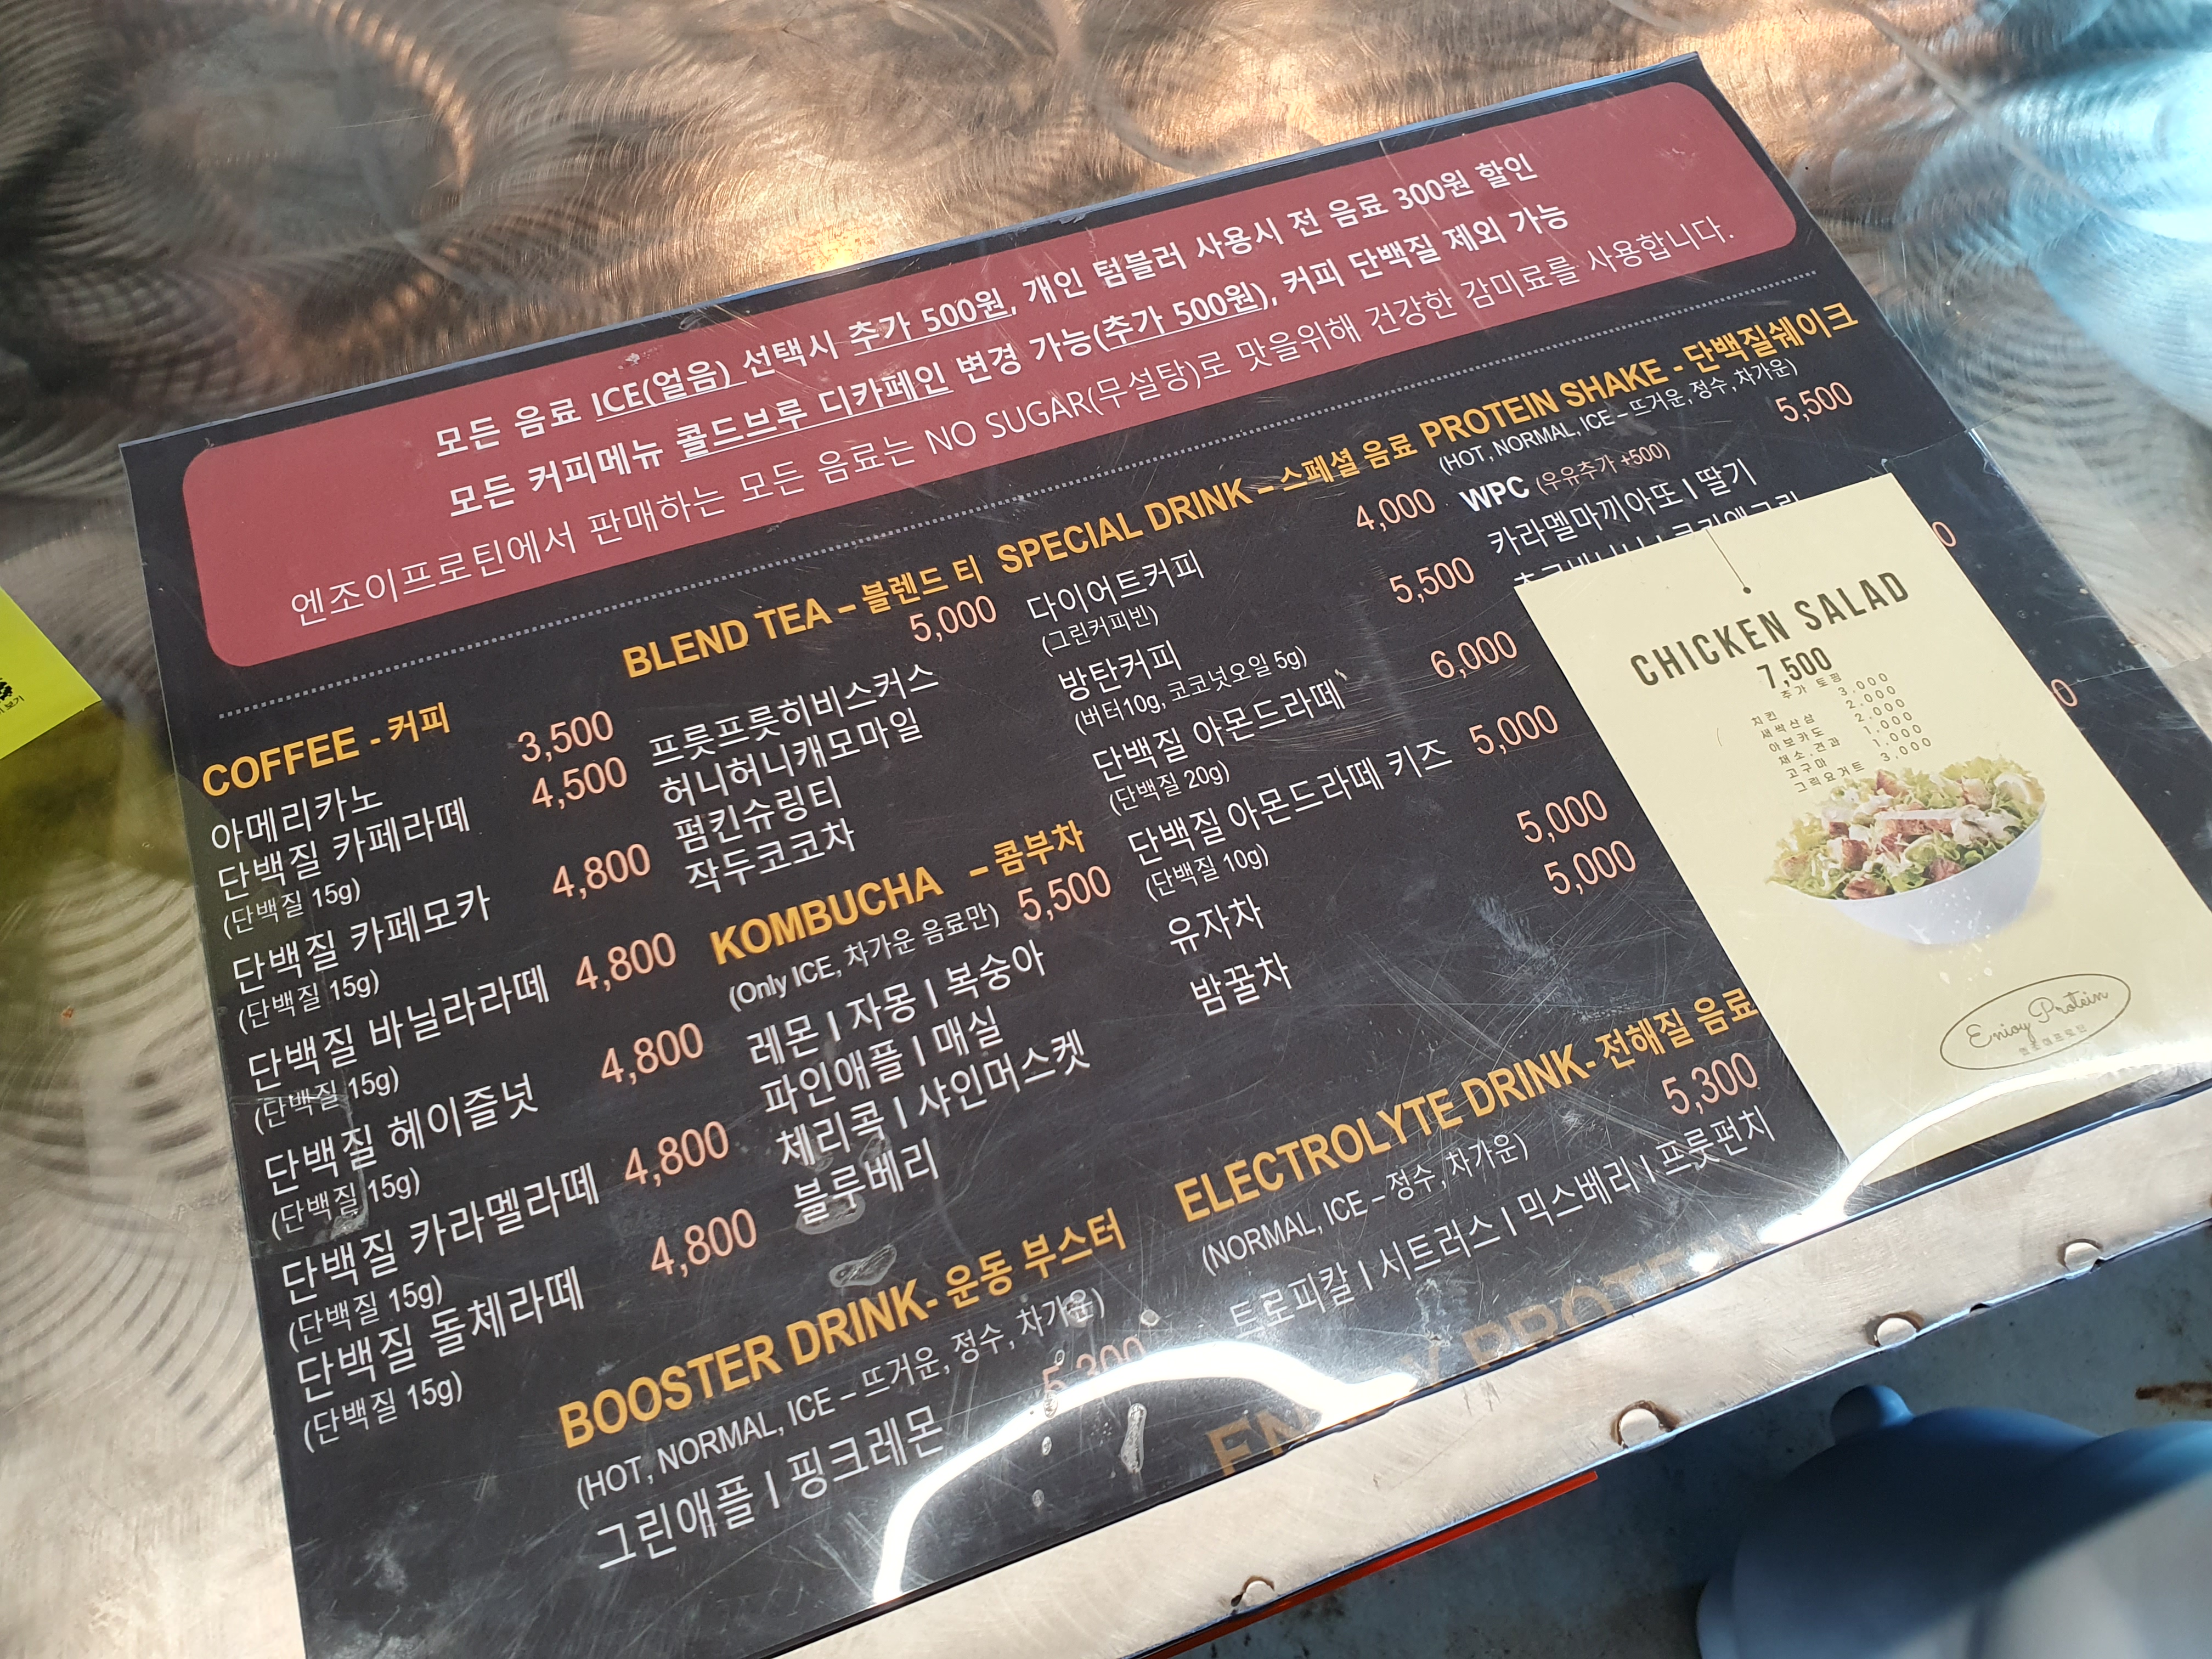 모든 음료 ICE(얼음) 선택시 추가 500원, 개인 텀블러 사용시 전 음료 300원 할인
모든 커피메뉴 콜드브루 디카페인 변경 가능(추가 500원), 커피 단백질 제외 가능
엔조이프로틴에서 판매하는 모든 음료는 NO SUGAR(무설탕)로 맛을위해 건강한 감미료를 사용합니다.
COFFEE - 커피
아메리카노 3,500
단백질 카페라떼 4,500
(단백질 15g)
단백질 카페모카 4,800
(단백질 15g)
단백질 바닐라라떼 4,800
(단백질 15g)
단백질 헤이즐넛 4,800
(단백질 15g)
단백질 카라멜라떼 4,800
(단백질 15g)
단백질 돌체라떼 4,800
(단백질 15g)
BLEND TEA – 블렌드 티
5,000
프룻프룻히비스커스
허니허니캐모마일
펌킨슈링티
작두코코차
KOMBUCHA – 콤부차
(Only ICE, 차가운 음료만) 5,500
레몬 I 자몽 I 복숭아
파인애플 I 매실
체리콕 I 샤인머스켓
블루베리
BOOSTER DRINK- 운동 부스터
(HOT, NORMAL, ICE – 뜨거운, 정수, 차가운)
5,300
그린애플 I 핑크레몬
SPECIAL DRINK – 스페셜 음료
다이어트커피 4,000
(그린커피빈)
방탄커피 5,500
(버터10g, 코코넛오일 5g)
단백질 아몬드라떼 6,000
(단백질 20g)
단백질 아몬드라떼 키즈 5,000
(단백질 10g)
유자차 5,000
밤꿀차 5,000
ELECTROLYTE DRINK- 전해질 음료
(NORMAL, ICE – 정수, 차가운) 5,300
트로피칼 I 시트러스 I 믹스베리 I 프룻펀치
PROTEIN SHAKE - 단백질쉐이크
(HOT, NORMAL, ICE – 뜨거운, 정수, 차가운)
WPC (우유추가 +500) 5,500
카라멜마끼아또 I 딸기
CHICKEN SALAD
7,500
추가 토핑
치킨 3,000
새싹삼 2,000
아보카도 2,000
채소, 견과 1,000
고구마 1,000
그릭요거트 3,000
Enjoy Protein
엔조이프로틴